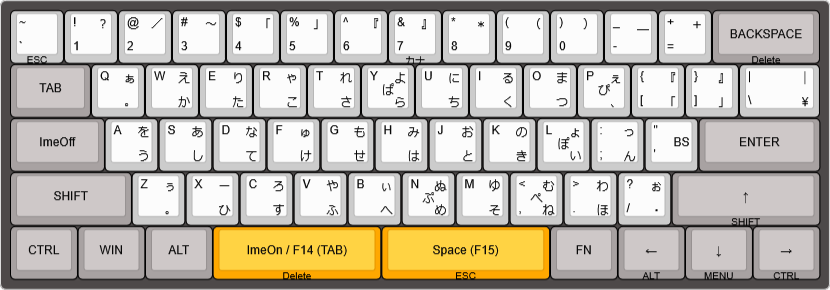 ~ ` ESC
! ? 1
@ ／ 2
# ～ 3
$ 「 4
% 」 5
^ 『 6
& 』 7 カナ
* * 8
( ( 9
) ) 0
_ ― -
+ + =
BACKSPACE Delete
TAB
Q ぁ 。
W え か
E り た
R ゃ こ
T れ さ
Y よ ぱ ら
U に ち
I る く
O ま つ
P ぇ ぴ 、
{ 『 [ 「
} 』 ] 」
| | \ ¥
ImeOff
A を う
S あ し
D な て
F ゅ け
G も せ
H み は
J お と
K の き
L ょ ぽ い
: っ ; ん
" ' BS
ENTER
SHIFT
Z ぅ 。
X ー ひ
C ろ す
V や ふ
B ぃ へ
N ぬ ぷ め
M ゆ そ
< む ぺ , ね
> わ . ほ
? ぉ / ・
↑ SHIFT
CTRL
WIN
ALT
ImeOn / F14 (TAB) Delete
Space (F15) ESC
FN
← ALT
↓ MENU
→ CTRL